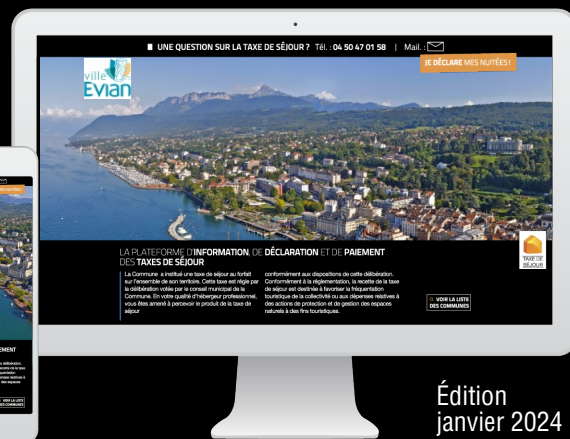 ■ UNE QUESTION SUR LA TAXE DE SÉJOUR ? Tél. : 04 50 47 01 58 | Mail. :
JE DÉCLARE MES NUITÉES !
ville
Evian
LA PLATEFORME D'INFORMATION, DE DÉCLARATION ET DE PAIEMENT
DES TAXES DE SÉJOUR
La Commune a institué une taxe de séjour au forfait
sur l'ensemble de son territoire. Cette taxe est régie par
la délibération votée par le conseil municipal de la
Commune. En votre qualité d'hébergeur professionnel,
vous êtes amené à percevoir le produit de la taxe de
séjour
conformément aux dispositions de cette délibération.
Conformément à la réglementation, la recette de la taxe
de séjour est destinée à favoriser la fréquentation
touristique de la collectivité ou aux dépenses relatives à
des actions de protection et de gestion des espaces
naturels à des fins touristiques.
TAXE DE
SÉJOUR
VOIR LA LISTE
DES COMMUNES
EMENT
VOIR LA LISTE
DES COMMUNES
Édition
janvier 2024